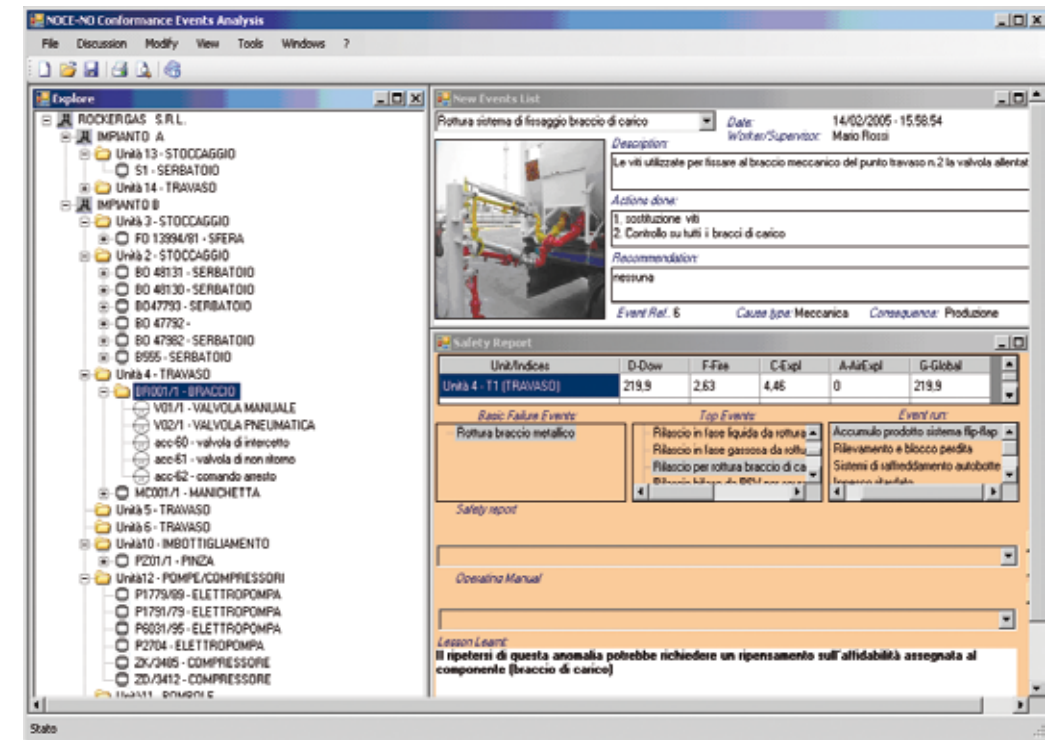 NOCE-NO Conformance Events Analysis
File Discussion Modify View Tools Windows ?
Explore
ROCKERGAS S.R.L.
IMPIANTO A
Unità 13 - STOCCAGGIO
S1 - SERBATOIO
Unità 14 - TRAVASO
IMPIANTO B
Unità 3 - STOCCAGGIO
FO 13994/81 - SFERA
Unità 2 - STOCCAGGIO
BO 48131 - SERBATOIO
BO 48130 - SERBATOIO
BO47793 - SERBATOIO
BO 47792 -
BO 47982 - SERBATOIO
B555 - SERBATOIO
Unità 4 - TRAVASO
BR001/1 - BRACCIO
V01/1 - VALVOLA MANUALE
V02/1 - VALVOLA PNEUMATICA
acc-60 - valvola di intercetto
acc-61 - valvola di non ritorno
acc-62 - comando arresto
MC001/1 - MANICHETTA
Unità 5 - TRAVASO
Unità 6 - TRAVASO
Unità10 - IMBOTTIGLIAMENTO
PZ01/1 - PINZA
Unità12 - POMPE/COMPRESSORI
P1779/89 - ELETTROPOMPA
P1791/79 - ELETTROPOMPA
P6031/95 - ELETTROPOMPA
P2704 - ELETTROPOMPA
ZK/3485 - COMPRESSORE
ZD/3412 - COMPRESSORE
Unità11 - BOMBOLE
New Events List
Rottura sistema di fissaggio braccio di carico
Date: 14/02/2005 - 15.58.54
Worker/Supervisor: Mario Rossi
Description:
Le viti utilizzate per fissare al braccio meccanico del punto travaso n.2 la valvola allentat
Actions done:
1. sostituzione viti
2. Controllo su tutti i bracci di carico
Recommendation:
nessuna
Event Ref. 6 Cause type: Meccanica Consequence: Produzione
Safety Report
Unit/Indices D-Dow F-Fire C-Expl A-AirExpl G-Global
Unità 4 - T1 (TRAVASO) 219,9 2,63 4,46 0 219,9
Basic Failure Events: Top Events: Event run:
Rottura braccio metallico
Rilascio in fase liquida da rottura
Rilascio in fase gassosa da rottu
Rilascio per rottura braccio di ca
Accumulo prodotto sistema flip-flap
Rilevamento e blocco perdita
Sistemi di raffreddamento autobotte
Safety report
Operating Manual
Lesson Learnt:
Il ripetersi di questa anomalia potrebbe richiedere un ripensamento sull'affidabilità assegnata al
componente (braccio di carico)
Stato